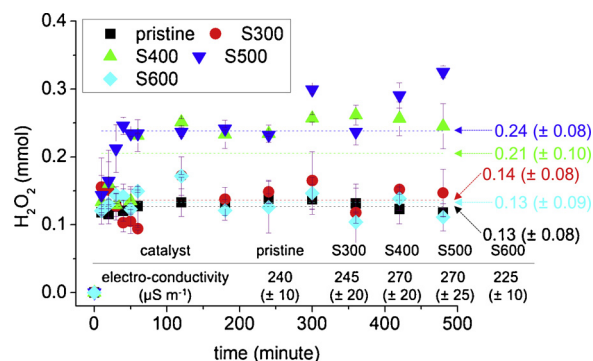 pristine S300
S400 S500
S600
H₂O₂ (mmol)
0.4
0.3
0.2
0.1
0.0
0.24 (± 0.08)
0.21 (± 0.10)
0.14 (± 0.08)
0.13 (± 0.09)
0.13 (± 0.08)
catalyst pristine S300 S400 S500 S600
electro-conductivity 240 245 270 270 225
(µS m⁻¹) (± 10) (± 20) (± 20) (± 25) (± 10)
0 100 200 300 400 500
time (minute)